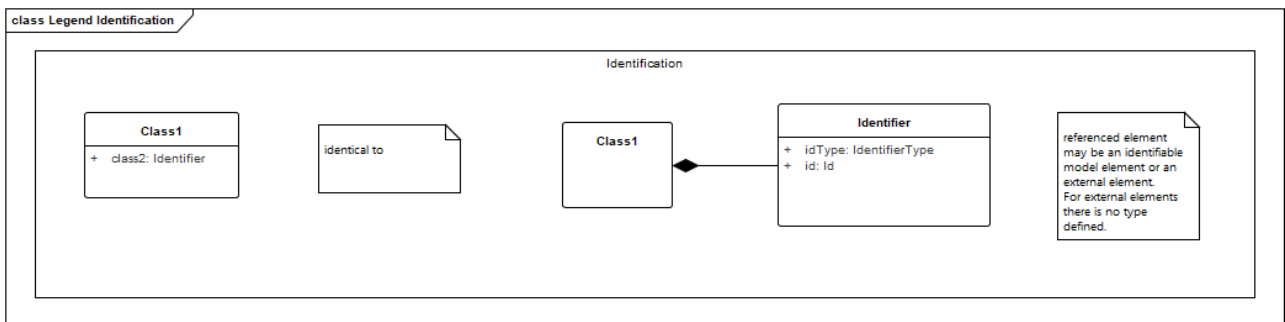 class Legend Identification
Identification
Class1
+ class2: Identifier
identical to
Class1
Identifier
+ idType: IdentifierType
+ id: Id
referenced element
may be an identifiable
model element or an
external element.
For external elements
there is no type
defined.